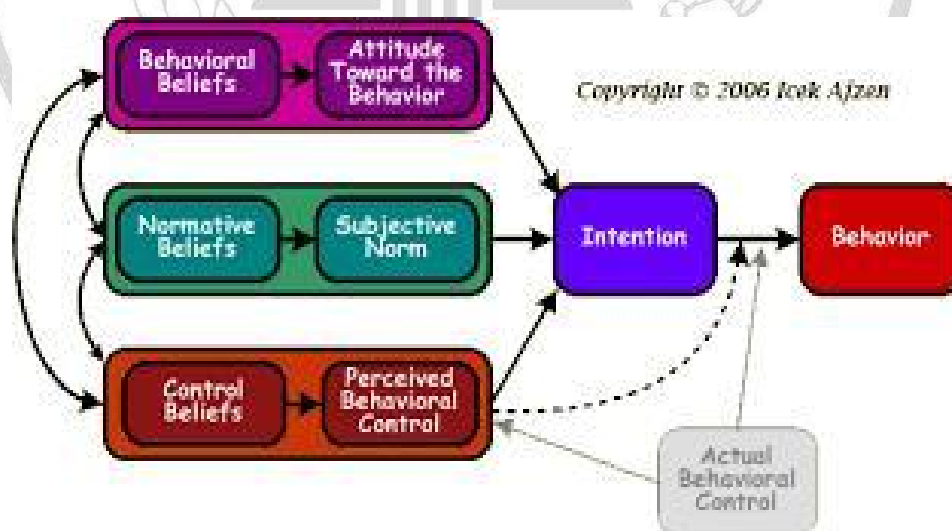 Behavioral
Beliefs
Attitude
Toward the
Behavior
Copyright © 2006 Icek Ajzen
Normative
Beliefs
Subjective
Norm
Intention
Behavior
Control
Beliefs
Perceived
Behavioral
Control
Actual
Behavioral
Control